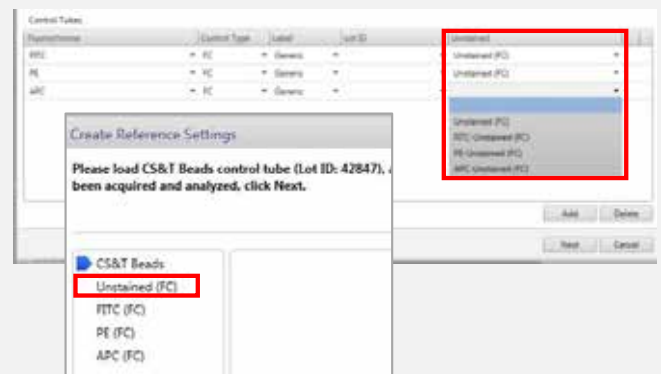 Control Tubes
Fluorochrome Control Type Label Lot ID Unstained
FITC FC Generic Unstained (FC)
PE FC Generic Unstained (FC)
APC FC Generic
Unstained (FC)
FITC-Unstained (FC)
PE-Unstained (FC)
APC-Unstained (FC)
Add Delete
Next Cancel
Create Reference Settings
Please load CS&T Beads control tube (Lot ID: 42847),
been acquired and analyzed, click Next.
CS&T Beads
Unstained (FC)
FITC (FC)
PE (FC)
APC (FC)